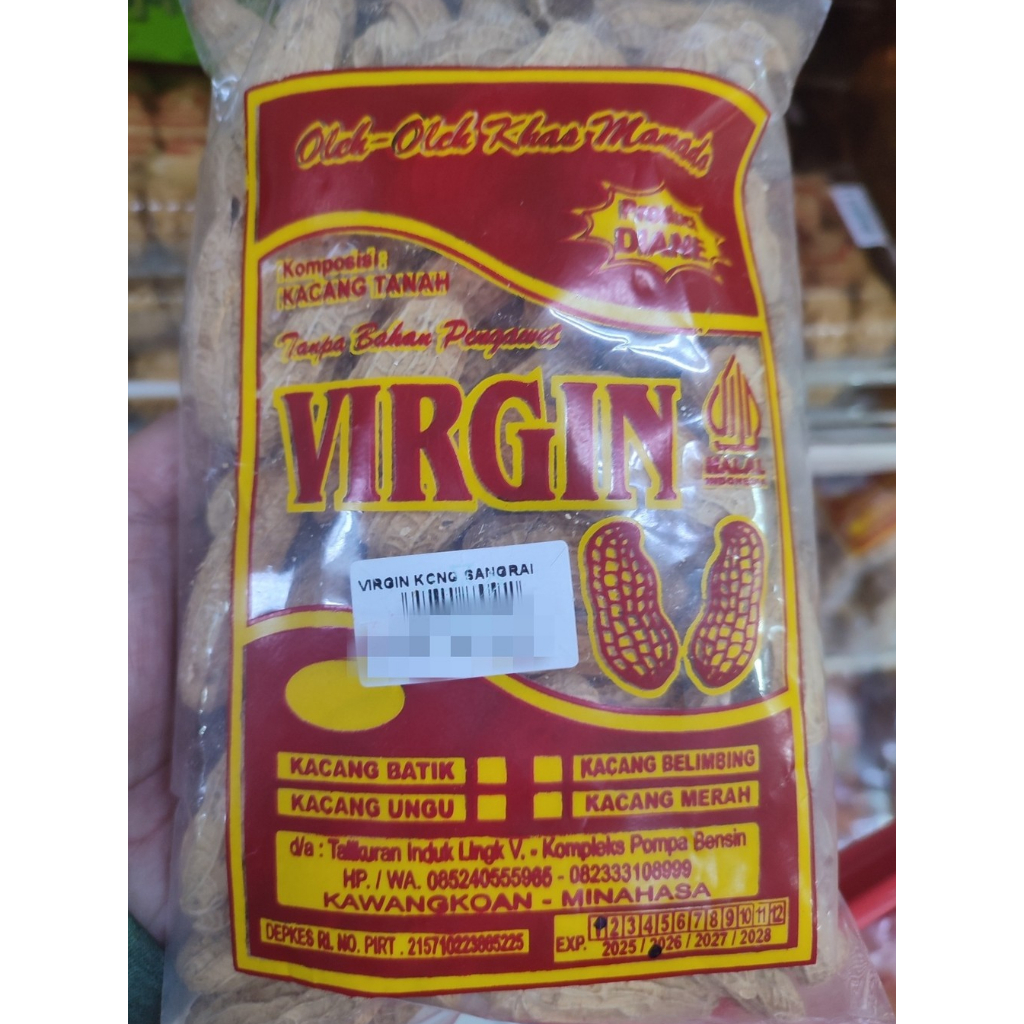 Oleh-Oleh Khas Manado
Produc
DIANE
Komposisi :
KACANG TANAH
Tanpa Bahan Pengawet
VIRGIN
HALAL
INDONESIA
VIRGIN KCNG SANGRAI
KACANG BATIK
KACANG BELIMBING
KACANG UNGU
KACANG MERAH
d/a : Talikuran Induk Lingk V. - Kompleks Pompa Bensin
HP. / WA. 085240555965 - 082333108999
KAWANGKOAN - MINAHASA
DEPKES RI. NO. PIRT . 215710223885225
1 2 3 4 5 6 7 8 9 10 11 12
EXP. 2025 / 2026 / 2027 / 2028